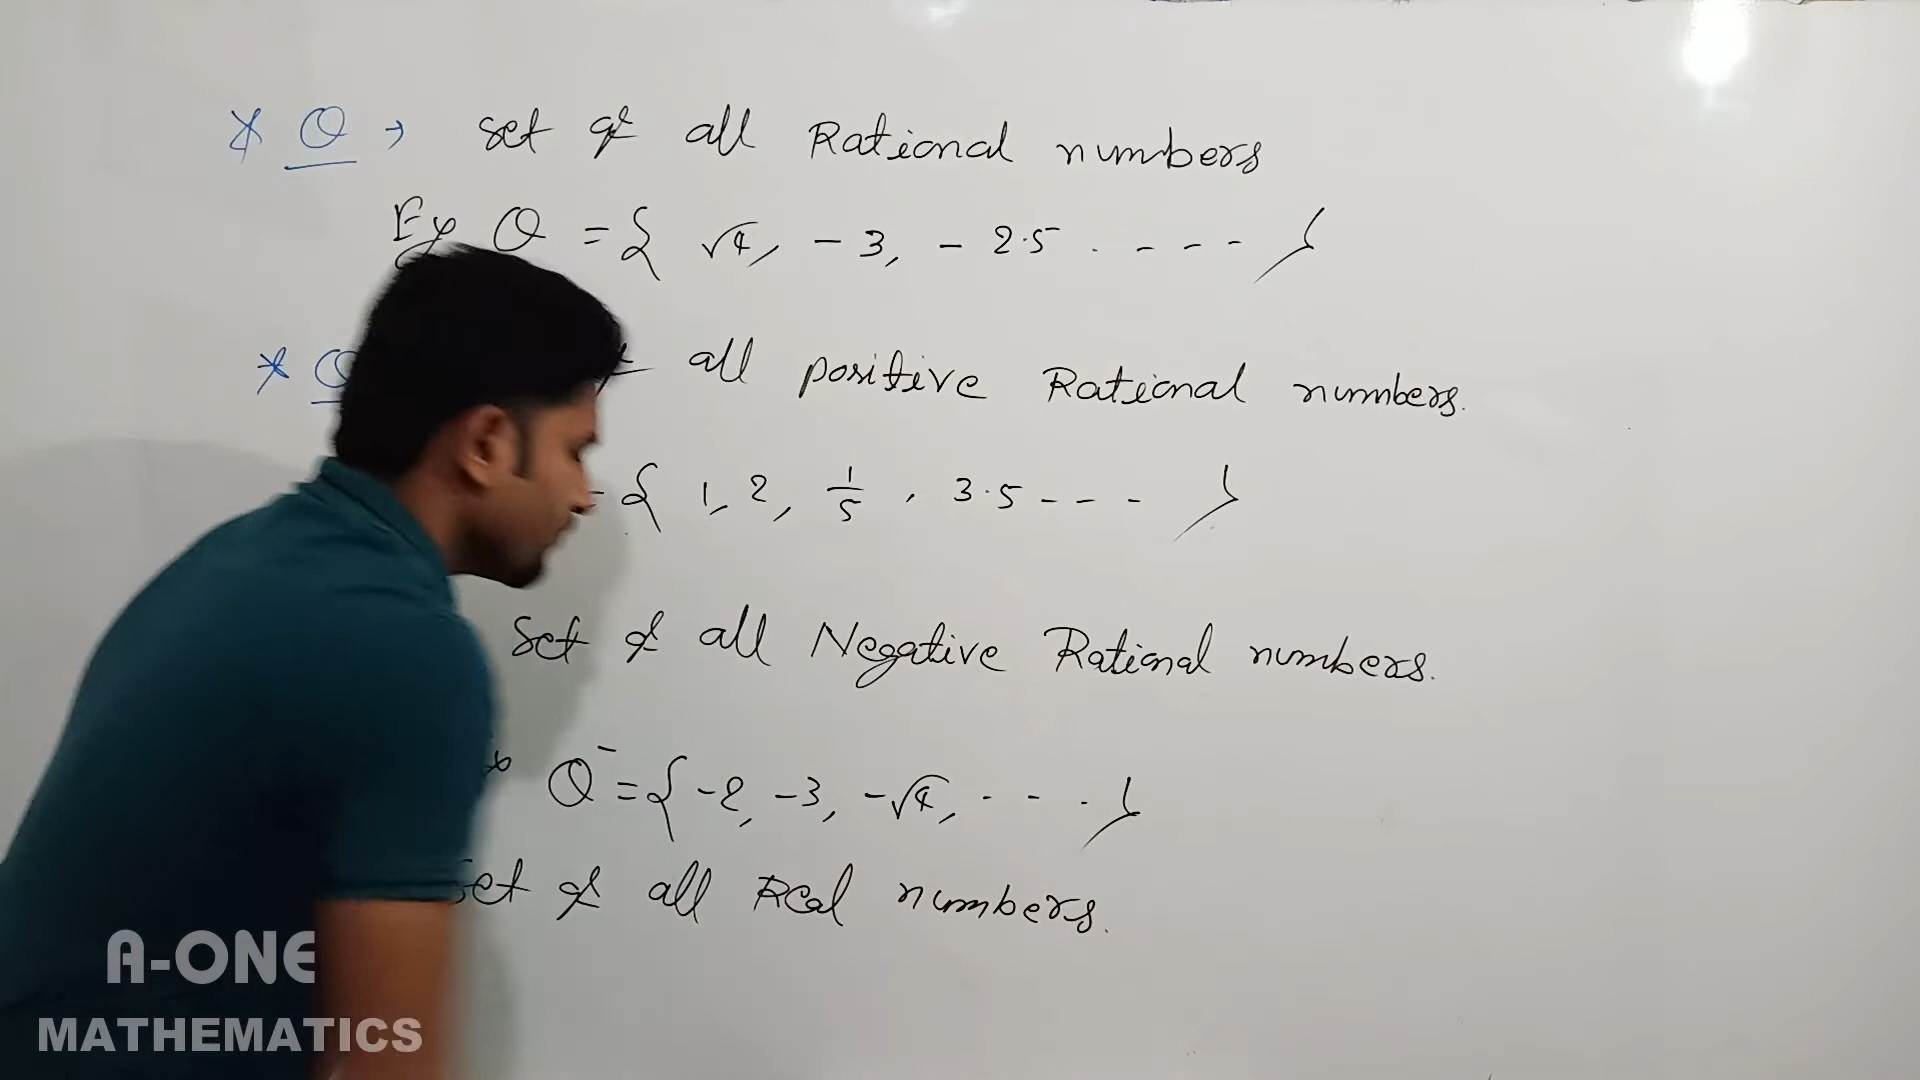 * Q → set of all Rational numbers
Ex Q = { √4, -3, -2.5 . - - - }
* Q all positive Rational numbers.
{ 1, 2, 1/5 , 3.5 - - - }
Set of all Negative Rational numbers.
Q⁻ = { -2, -3, -√4, - - . }
Set of all Real numbers.
A-ONE
MATHEMATICS